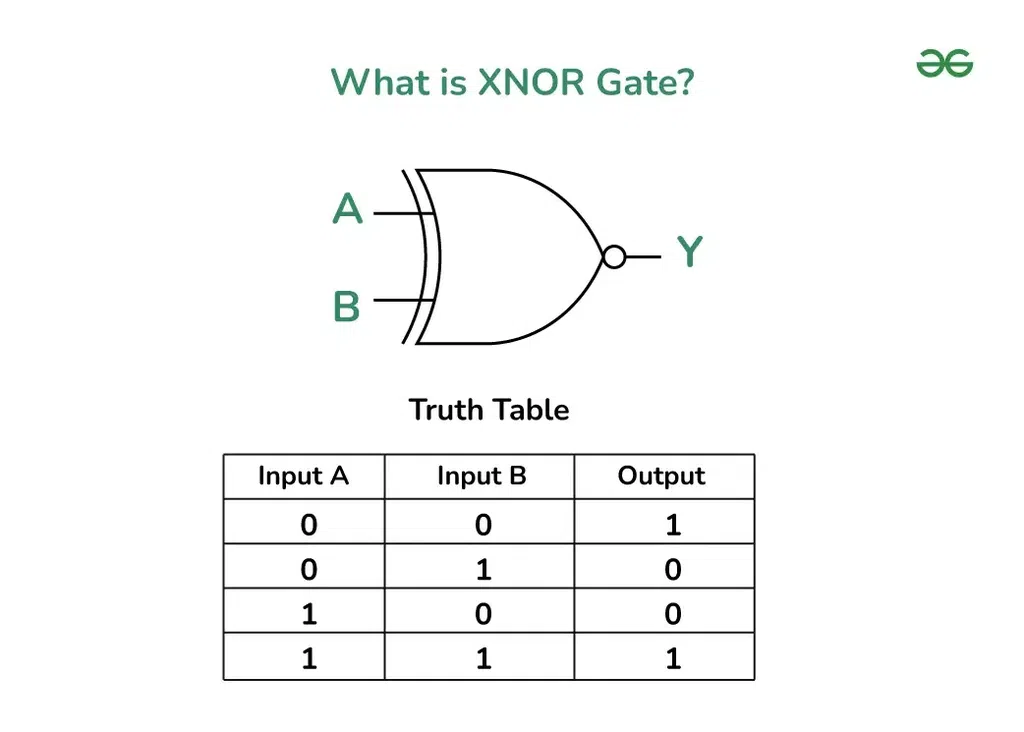 What is XNOR Gate?
A
B
Y
Truth Table
Input A Input B Output
0 0 1
0 1 0
1 0 0
1 1 1